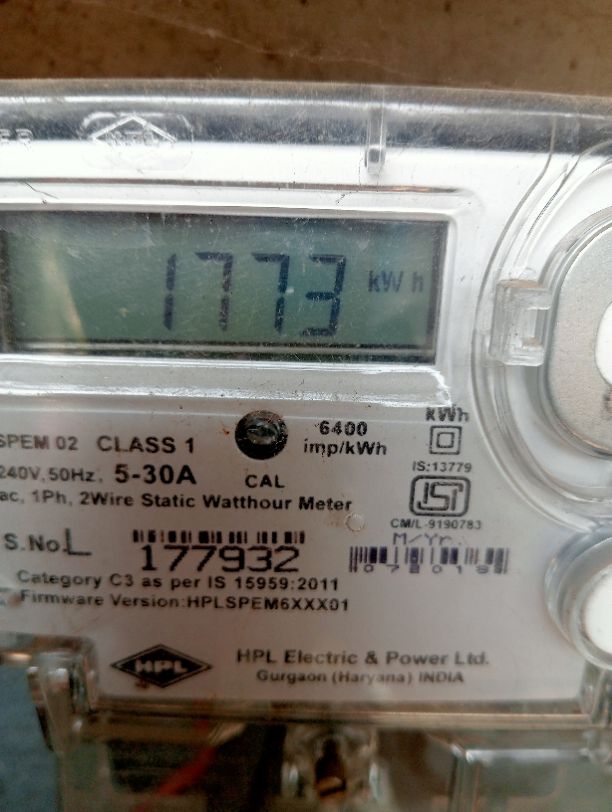 1773 kWh
SPEM 02 CLASS 1
6400
imp/kWh
kWh
240V, 50Hz, 5-30A
CAL
IS:13779
ac, 1Ph, 2Wire Static Watthour Meter
ISI
CM/L-9190783
S.No.L 177932
M/Yr.
072019
Category C3 as per IS 15959:2011
Firmware Version:HPLSPEM6XXX01
HPL
HPL Electric & Power Ltd.
Gurgaon (Haryana) INDIA